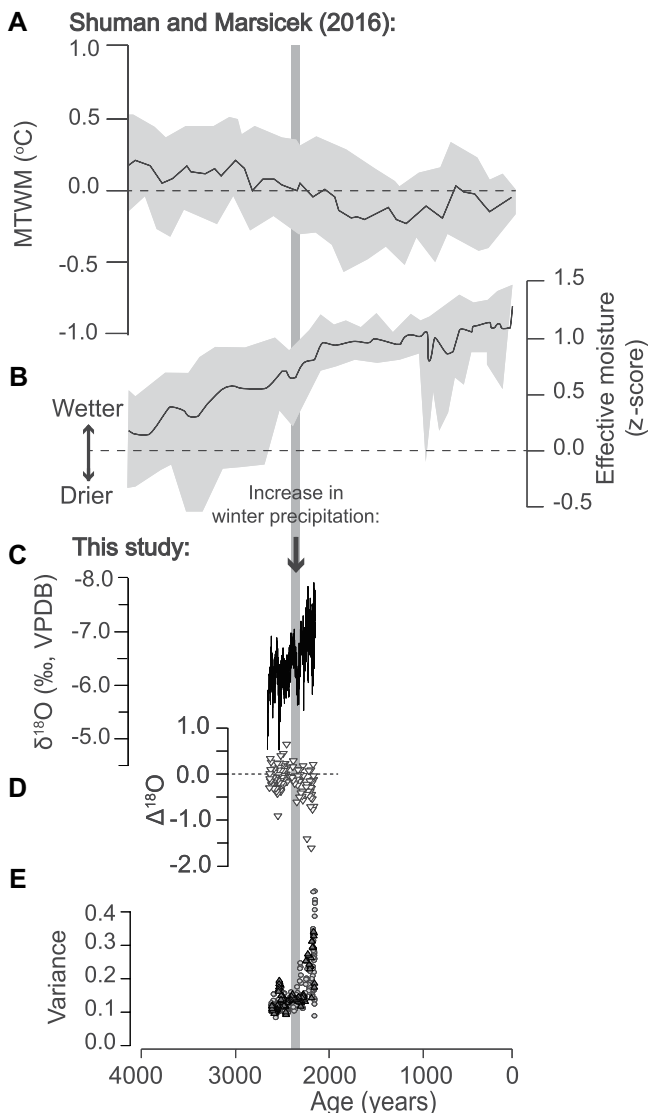 A
Shuman and Marsicek (2016):
1.0
0.5
0.0
-0.5
-1.0
MTWM (°C)
B
1.5
1.0
0.5
0.0
-0.5
Effective moisture
(z-score)
Wetter
Drier
Increase in
winter precipitation:
C
This study:
-8.0
-7.0
-6.0
-5.0
δ¹⁸O (‰, VPDB)
D
1.0
0.0
-1.0
-2.0
Δ¹⁸O
E
0.4
0.3
0.2
0.1
0.0
Variance
4000 3000 2000 1000 0
Age (years)